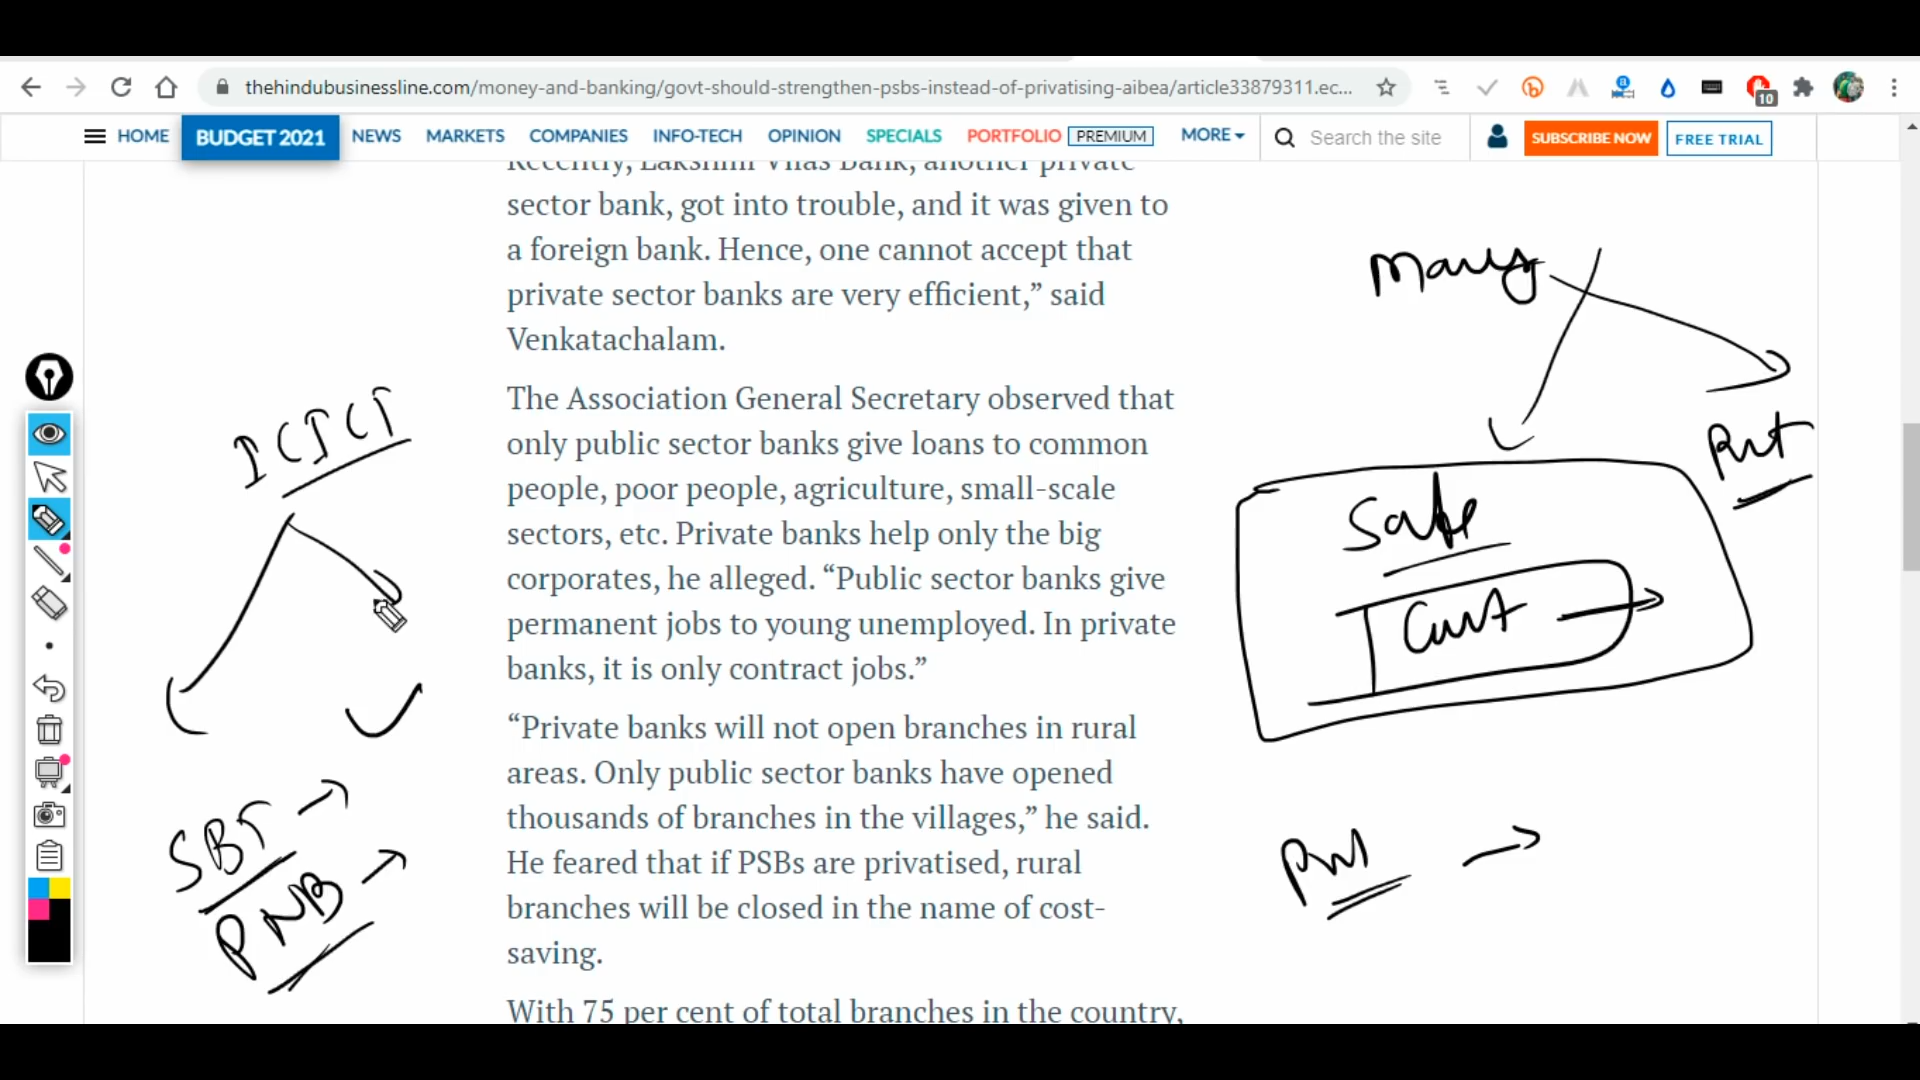 thehindubusinessline.com/money-and-banking/govt-should-strengthen-psbs-instead-of-privatising-aibea/article33879311.ec...
10
HOME BUDGET 2021 NEWS MARKETS COMPANIES INFO-TECH OPINION SPECIALS PORTFOLIO PREMIUM MORE Search the site SUBSCRIBE NOW FREE TRIAL
Recently, Lakshmi Vilas Bank, another private
sector bank, got into trouble, and it was given to
a foreign bank. Hence, one cannot accept that
private sector banks are very efficient,” said
Venkatachalam.
The Association General Secretary observed that
only public sector banks give loans to common
people, poor people, agriculture, small-scale
sectors, etc. Private banks help only the big
corporates, he alleged. “Public sector banks give
permanent jobs to young unemployed. In private
banks, it is only contract jobs.”
“Private banks will not open branches in rural
areas. Only public sector banks have opened
thousands of branches in the villages,” he said.
He feared that if PSBs are privatised, rural
branches will be closed in the name of cost-
saving.
With 75 per cent of total branches in the country,
ICICI
SBI
PNB
Pvt
Safe